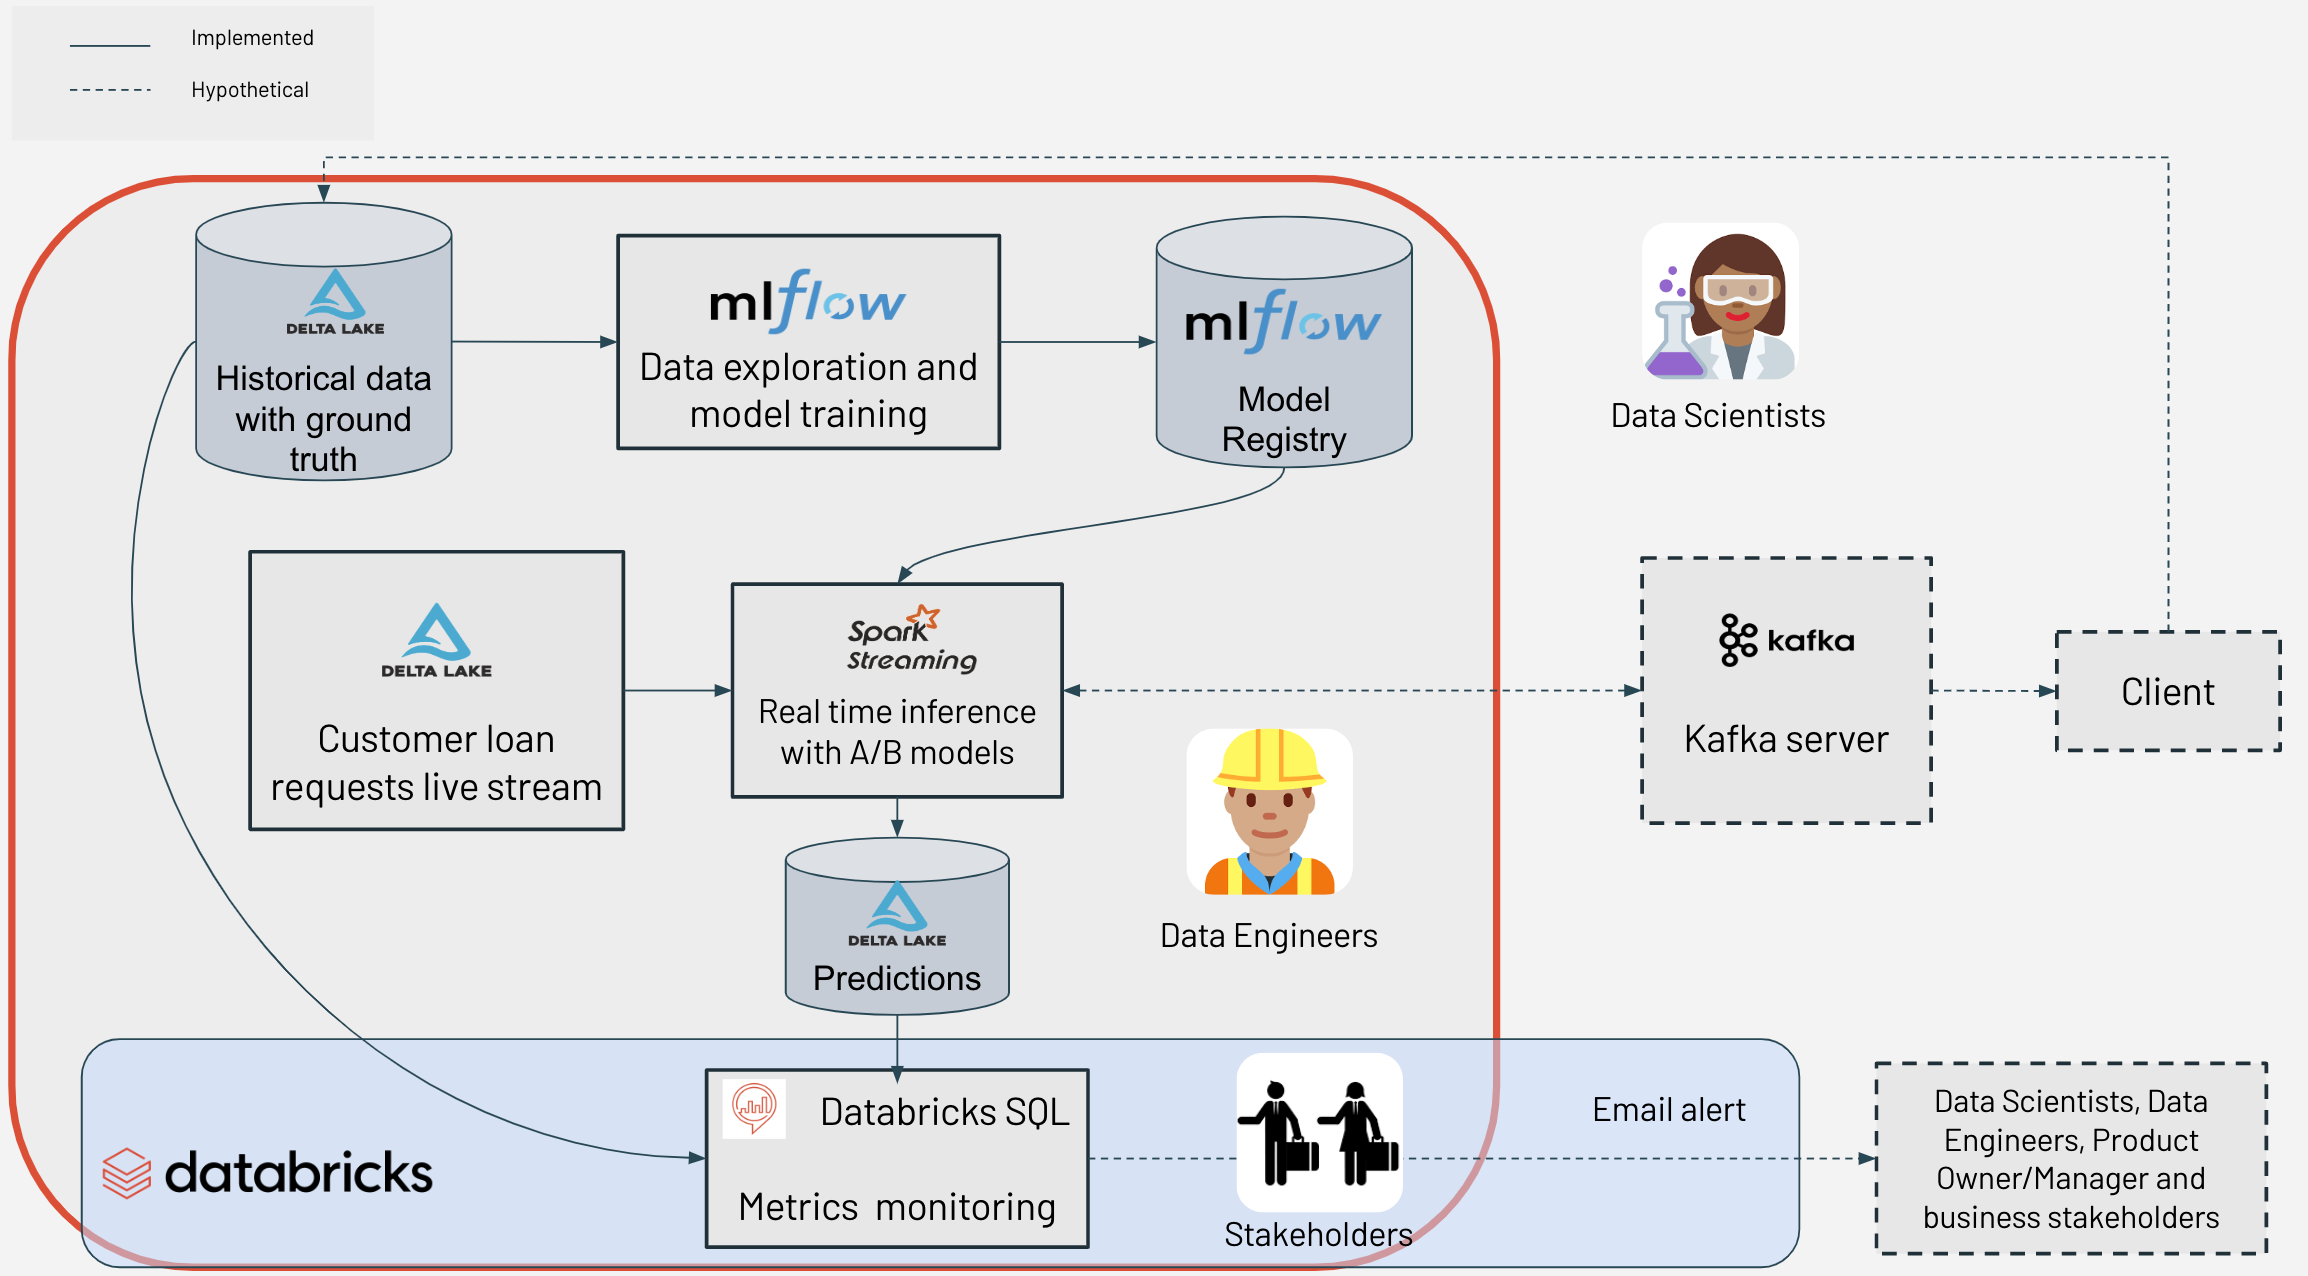 Implemented
Hypothetical
DELTA LAKE
Historical data
with ground
truth
mlflow
Data exploration and
model training
mlflow
Model
Registry
Data Scientists
DELTA LAKE
Customer loan
requests live stream
Spark
Streaming
Real time inference
with A/B models
kafka
Kafka server
Client
Data Engineers
DELTA LAKE
Predictions
databricks
Databricks SQL
Metrics monitoring
Stakeholders
Email alert
Data Scientists, Data
Engineers, Product
Owner/Manager and
business stakeholders